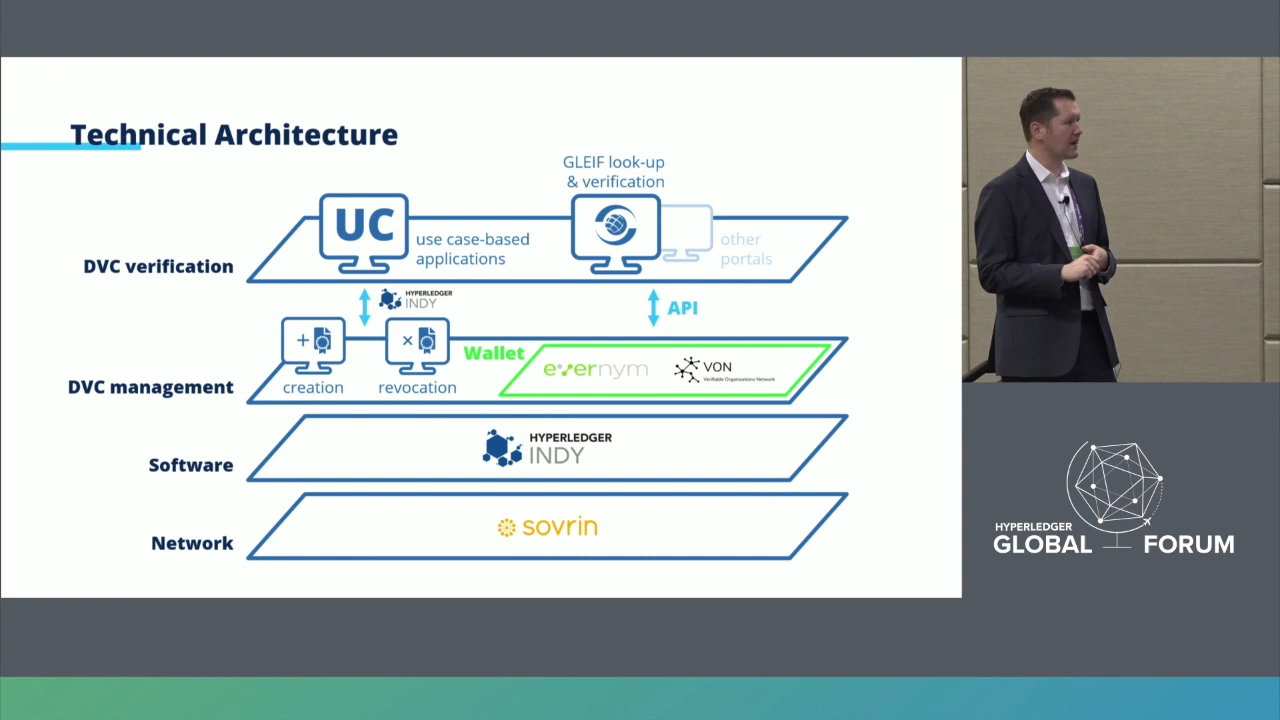 Technical Architecture
GLEIF look-up
& verification
UC
use case-based
applications
other
portals
DVC verification
HYPERLEDGER
INDY
API
Wallet
evernym
VON
Verifiable Organizations Network
creation
revocation
DVC management
HYPERLEDGER
INDY
Software
sovrin
Network
HYPERLEDGER
GLOBAL FORUM